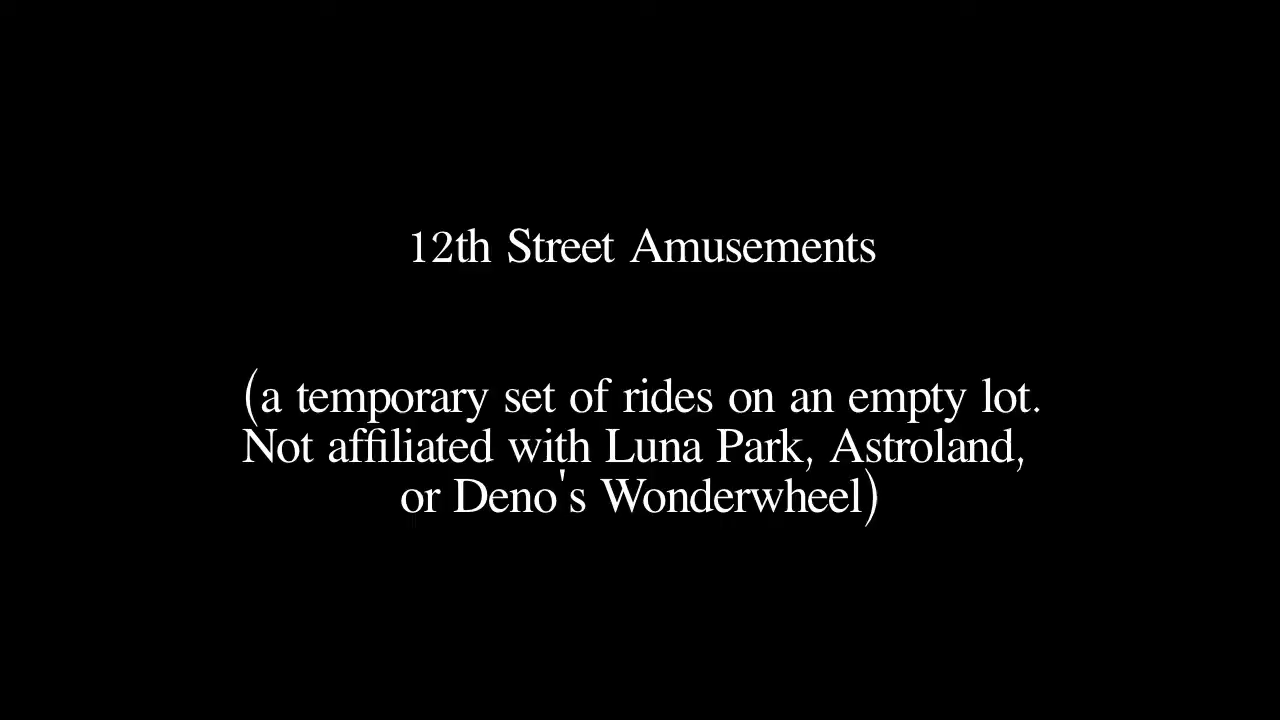 12th Street Amusements
(a temporary set of rides on an empty lot.
Not affiliated with Luna Park, Astroland,
or Deno's Wonderwheel)